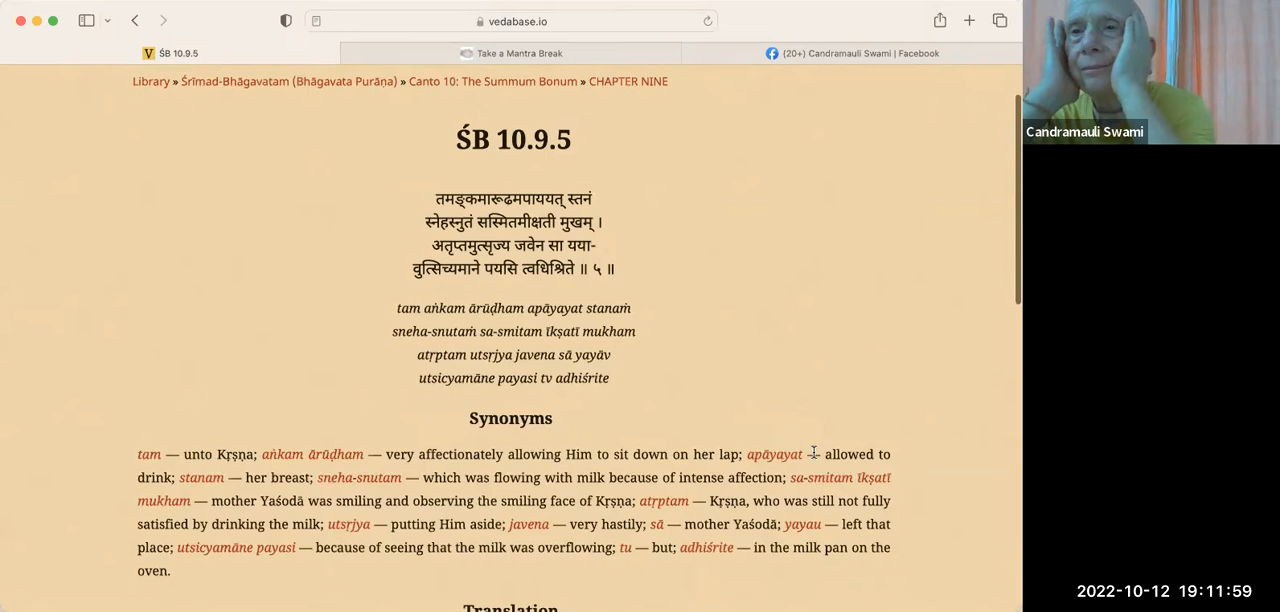 vedabase.io
ŚB 10.9.5
Take a Mantra Break
(20+) Candramauli Swami | Facebook
Library » Śrīmad-Bhāgavatam (Bhāgavata Purāṇa) » Canto 10: The Summum Bonum » CHAPTER NINE
ŚB 10.9.5
तमङ्कमारूढमपाययत् स्तनं
स्नेहस्नुतं सस्मितमीक्षती मुखम् ।
अतृप्तमुत्सृज्य जवेन सा यया-
वुत्सिच्यमाने पयसि त्वधिश्रिते ॥ ५ ॥
tam aṅkam ārūḍham apāyayat stanaṁ
sneha-snutaṁ sa-smitam īkṣatī mukham
atṛptam utsṛjya javena sā yayāv
utsicyamāne payasi tv adhiśrite
Synonyms
tam — unto Kṛṣṇa; aṅkam ārūḍham — very affectionately allowing Him to sit down on her lap; apāyayat — allowed to
drink; stanam — her breast; sneha-snutam — which was flowing with milk because of intense affection; sa-smitam īkṣatī
mukham — mother Yaśodā was smiling and observing the smiling face of Kṛṣṇa; atṛptam — Kṛṣṇa, who was still not fully
satisfied by drinking the milk; utsṛjya — putting Him aside; javena — very hastily; sā — mother Yaśodā; yayau — left that
place; utsicyamāne payasi — because of seeing that the milk was overflowing; tu — but; adhiśrite — in the milk pan on the
oven.
Translation
Candramauli Swami
2022-10-12 19:11:59